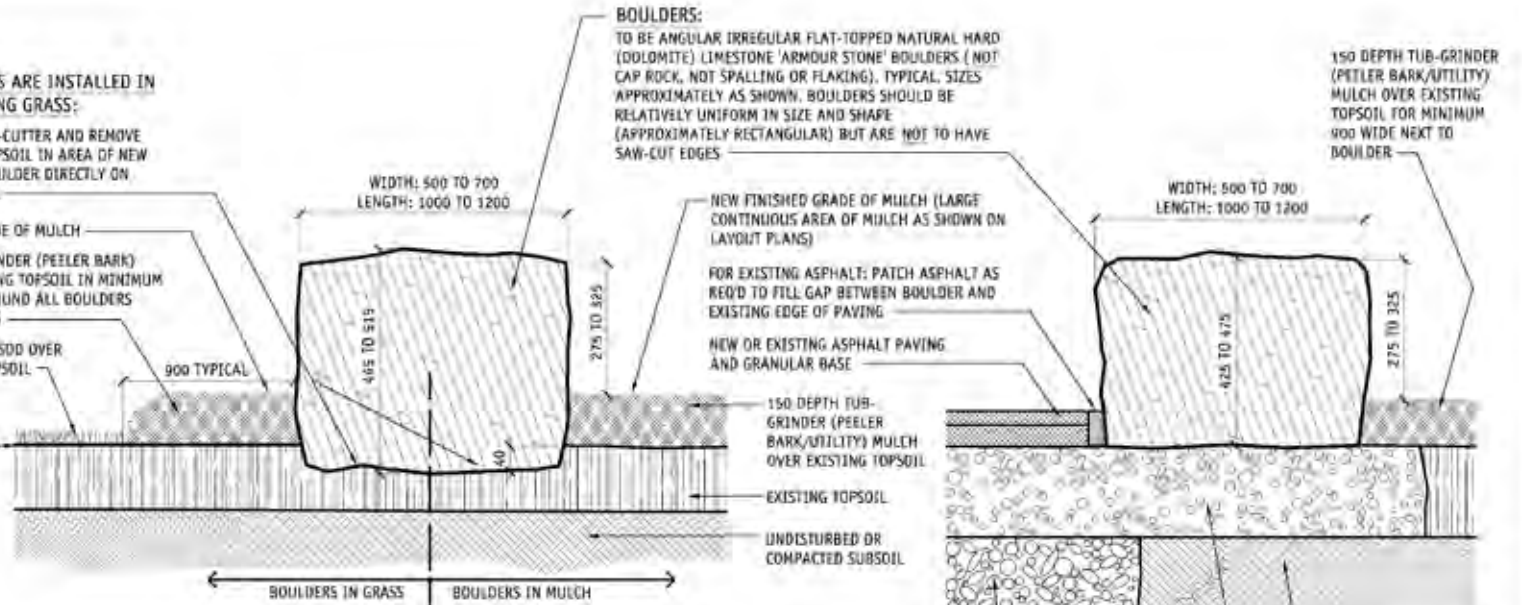 BOULDERS:
TO BE ANGULAR IRREGULAR FLAT-TOPPED NATURAL HARD
(DOLOMITE) LIMESTONE 'ARMOUR STONE' BOULDERS (NOT
CAP ROCK, NOT SPALLING OR FLAKING). TYPICAL. SIZES
APPROXIMATELY AS SHOWN. BOULDERS SHOULD BE
RELATIVELY UNIFORM IN SIZE AND SHAPE
(APPROXIMATELY RECTANGULAR) BUT ARE NOT TO HAVE
SAW-CUT EDGES
150 DEPTH TUB-GRINDER
(PEELER BARK/UTILITY)
MULCH OVER EXISTING
TOPSOIL FOR MINIMUM
900 WIDE NEXT TO
BOULDER
S ARE INSTALLED IN
NG GRASS:
-CUTTER AND REMOVE
PSOIL IN AREA OF NEW
ULDER DIRECTLY ON
E OF MULCH
NDER (PEELER BARK)
NG TOPSOIL IN MINIMUM
UND ALL BOULDERS
SOD OVER
PSOIL
900 TYPICAL
WIDTH: 500 TO 700
LENGTH: 1000 TO 1200
465 TO 515
275 TO 325
40
NEW FINISHED GRADE OF MULCH (LARGE
CONTINUOUS AREA OF MULCH AS SHOWN ON
LAYOUT PLANS)
FOR EXISTING ASPHALT: PATCH ASPHALT AS
REQ'D TO FILL GAP BETWEEN BOULDER AND
EXISTING EDGE OF PAVING
NEW OR EXISTING ASPHALT PAVING
AND GRANULAR BASE
150 DEPTH TUB-
GRINDER (PEELER
BARK/UTILITY) MULCH
OVER EXISTING TOPSOIL
EXISTING TOPSOIL
UNDISTURBED OR
COMPACTED SUBSOIL
WIDTH: 500 TO 700
LENGTH: 1000 TO 1200
425 TO 475
275 TO 325
BOULDERS IN GRASS
BOULDERS IN MULCH